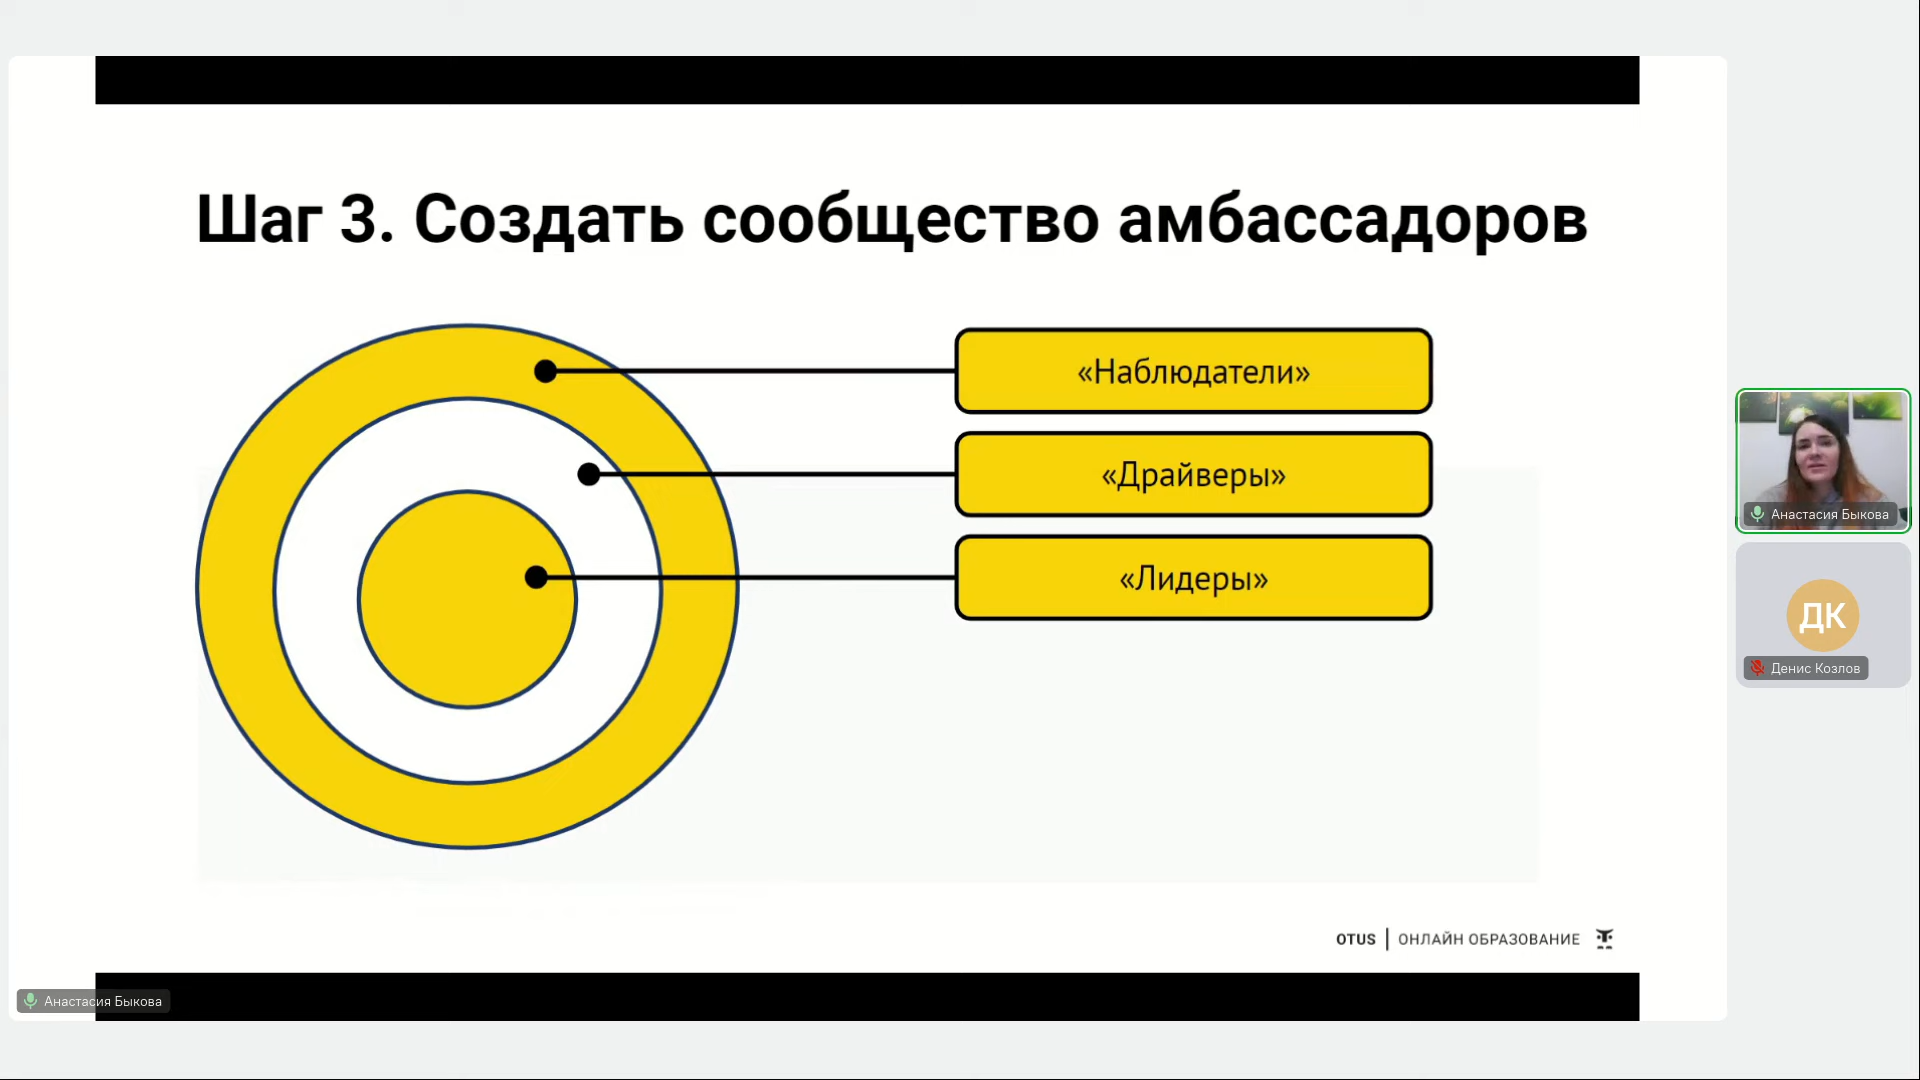 Шаг 3. Создать сообщество амбассадоров
«Наблюдатели»
«Драйверы»
«Лидеры»
Анастасия Быкова
ДК
Денис Козлов
OTUS | ОНЛАЙН ОБРАЗОВАНИЕ
Анастасия Быкова